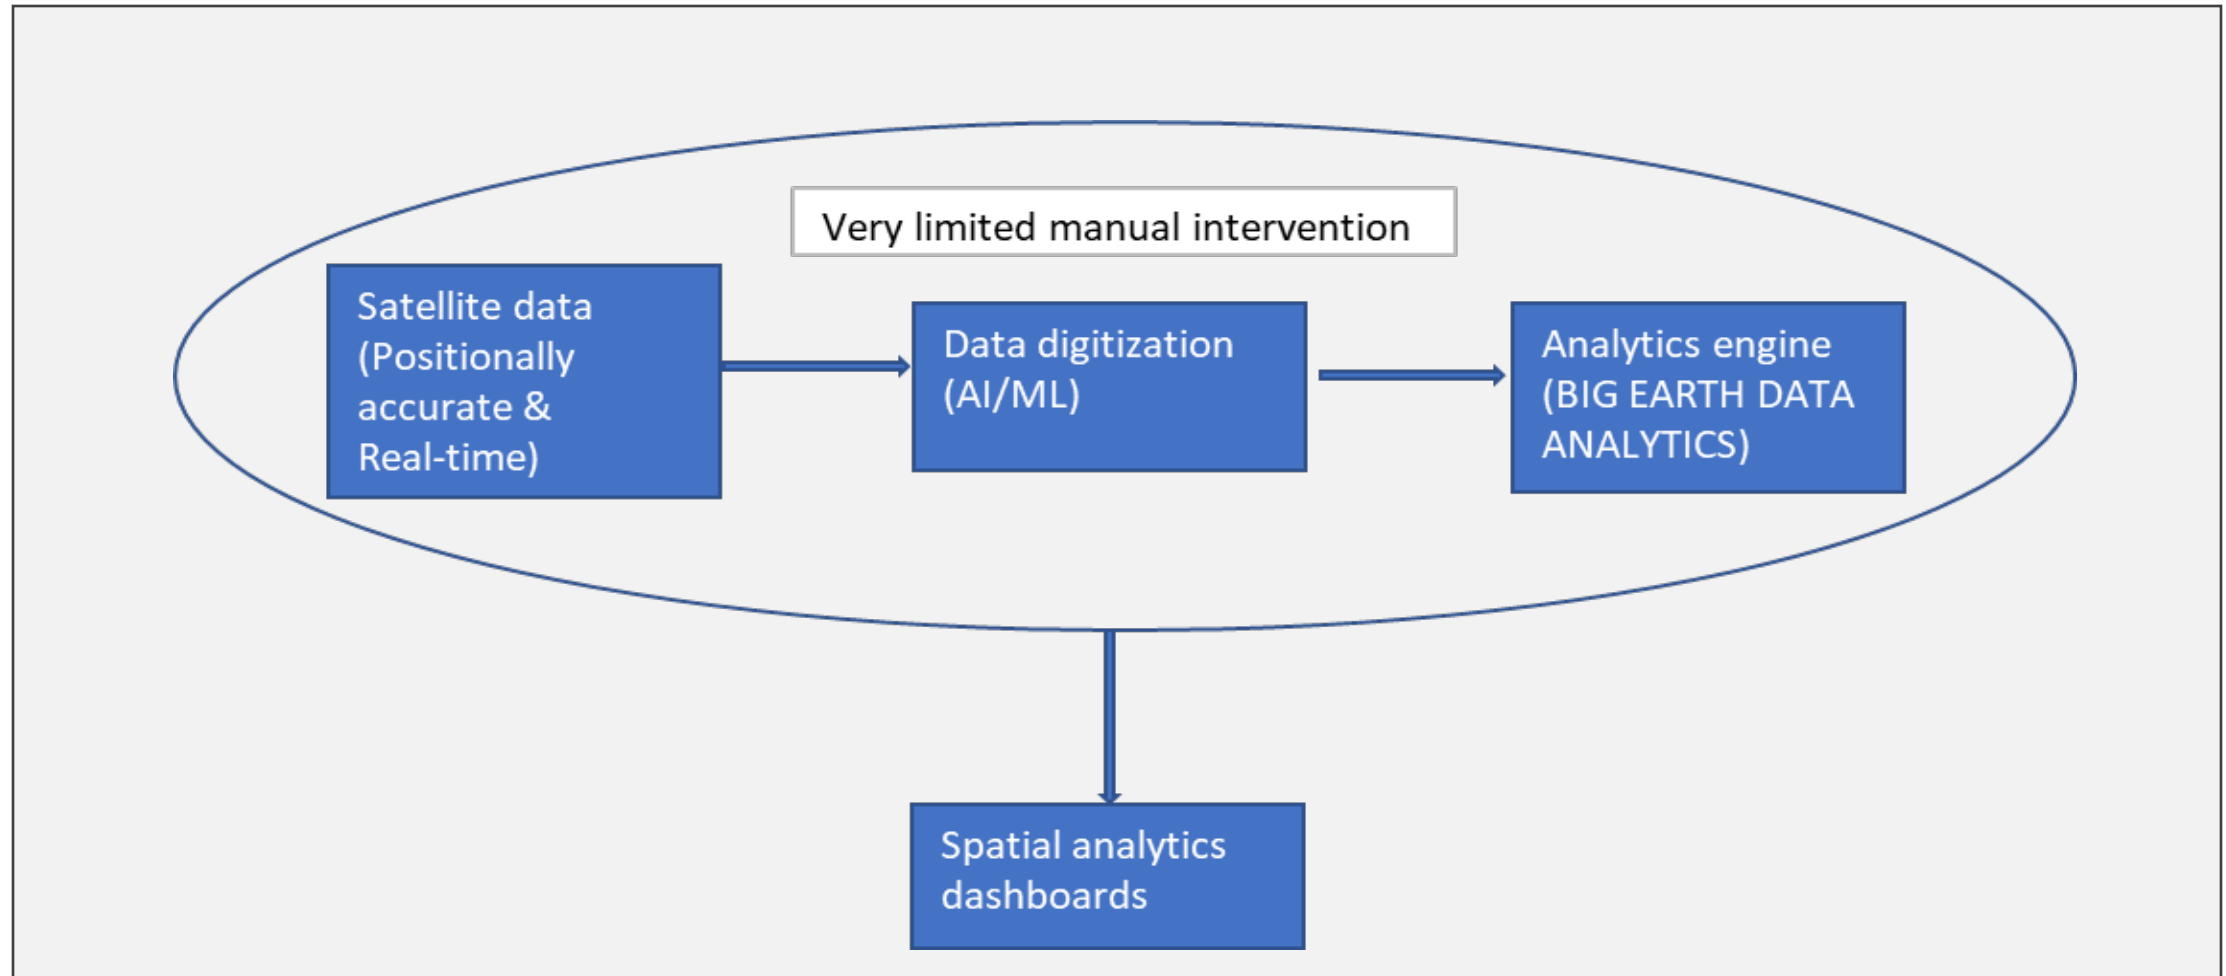 Very limited manual intervention
Satellite data
(Positionally
accurate &
Real-time)
Data digitization
(AI/ML)
Analytics engine
(BIG EARTH DATA
ANALYTICS)
Spatial analytics
dashboards